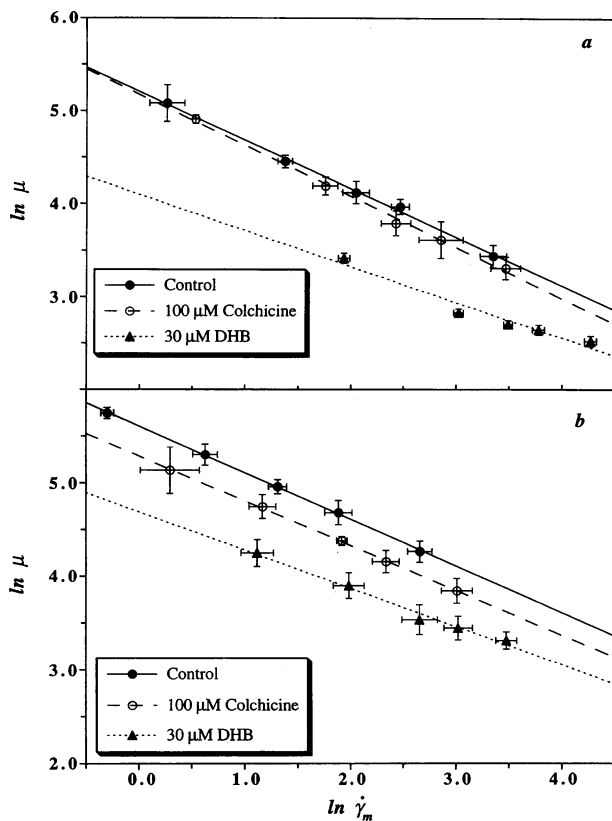 6.0
a
5.0
ln μ
4.0
3.0
Control
100 μM Colchicine
30 μM DHB
b
5.0
ln μ
4.0
3.0
2.0
Control
100 μM Colchicine
30 μM DHB
0.0 1.0 2.0 3.0 4.0
ln γ̇m